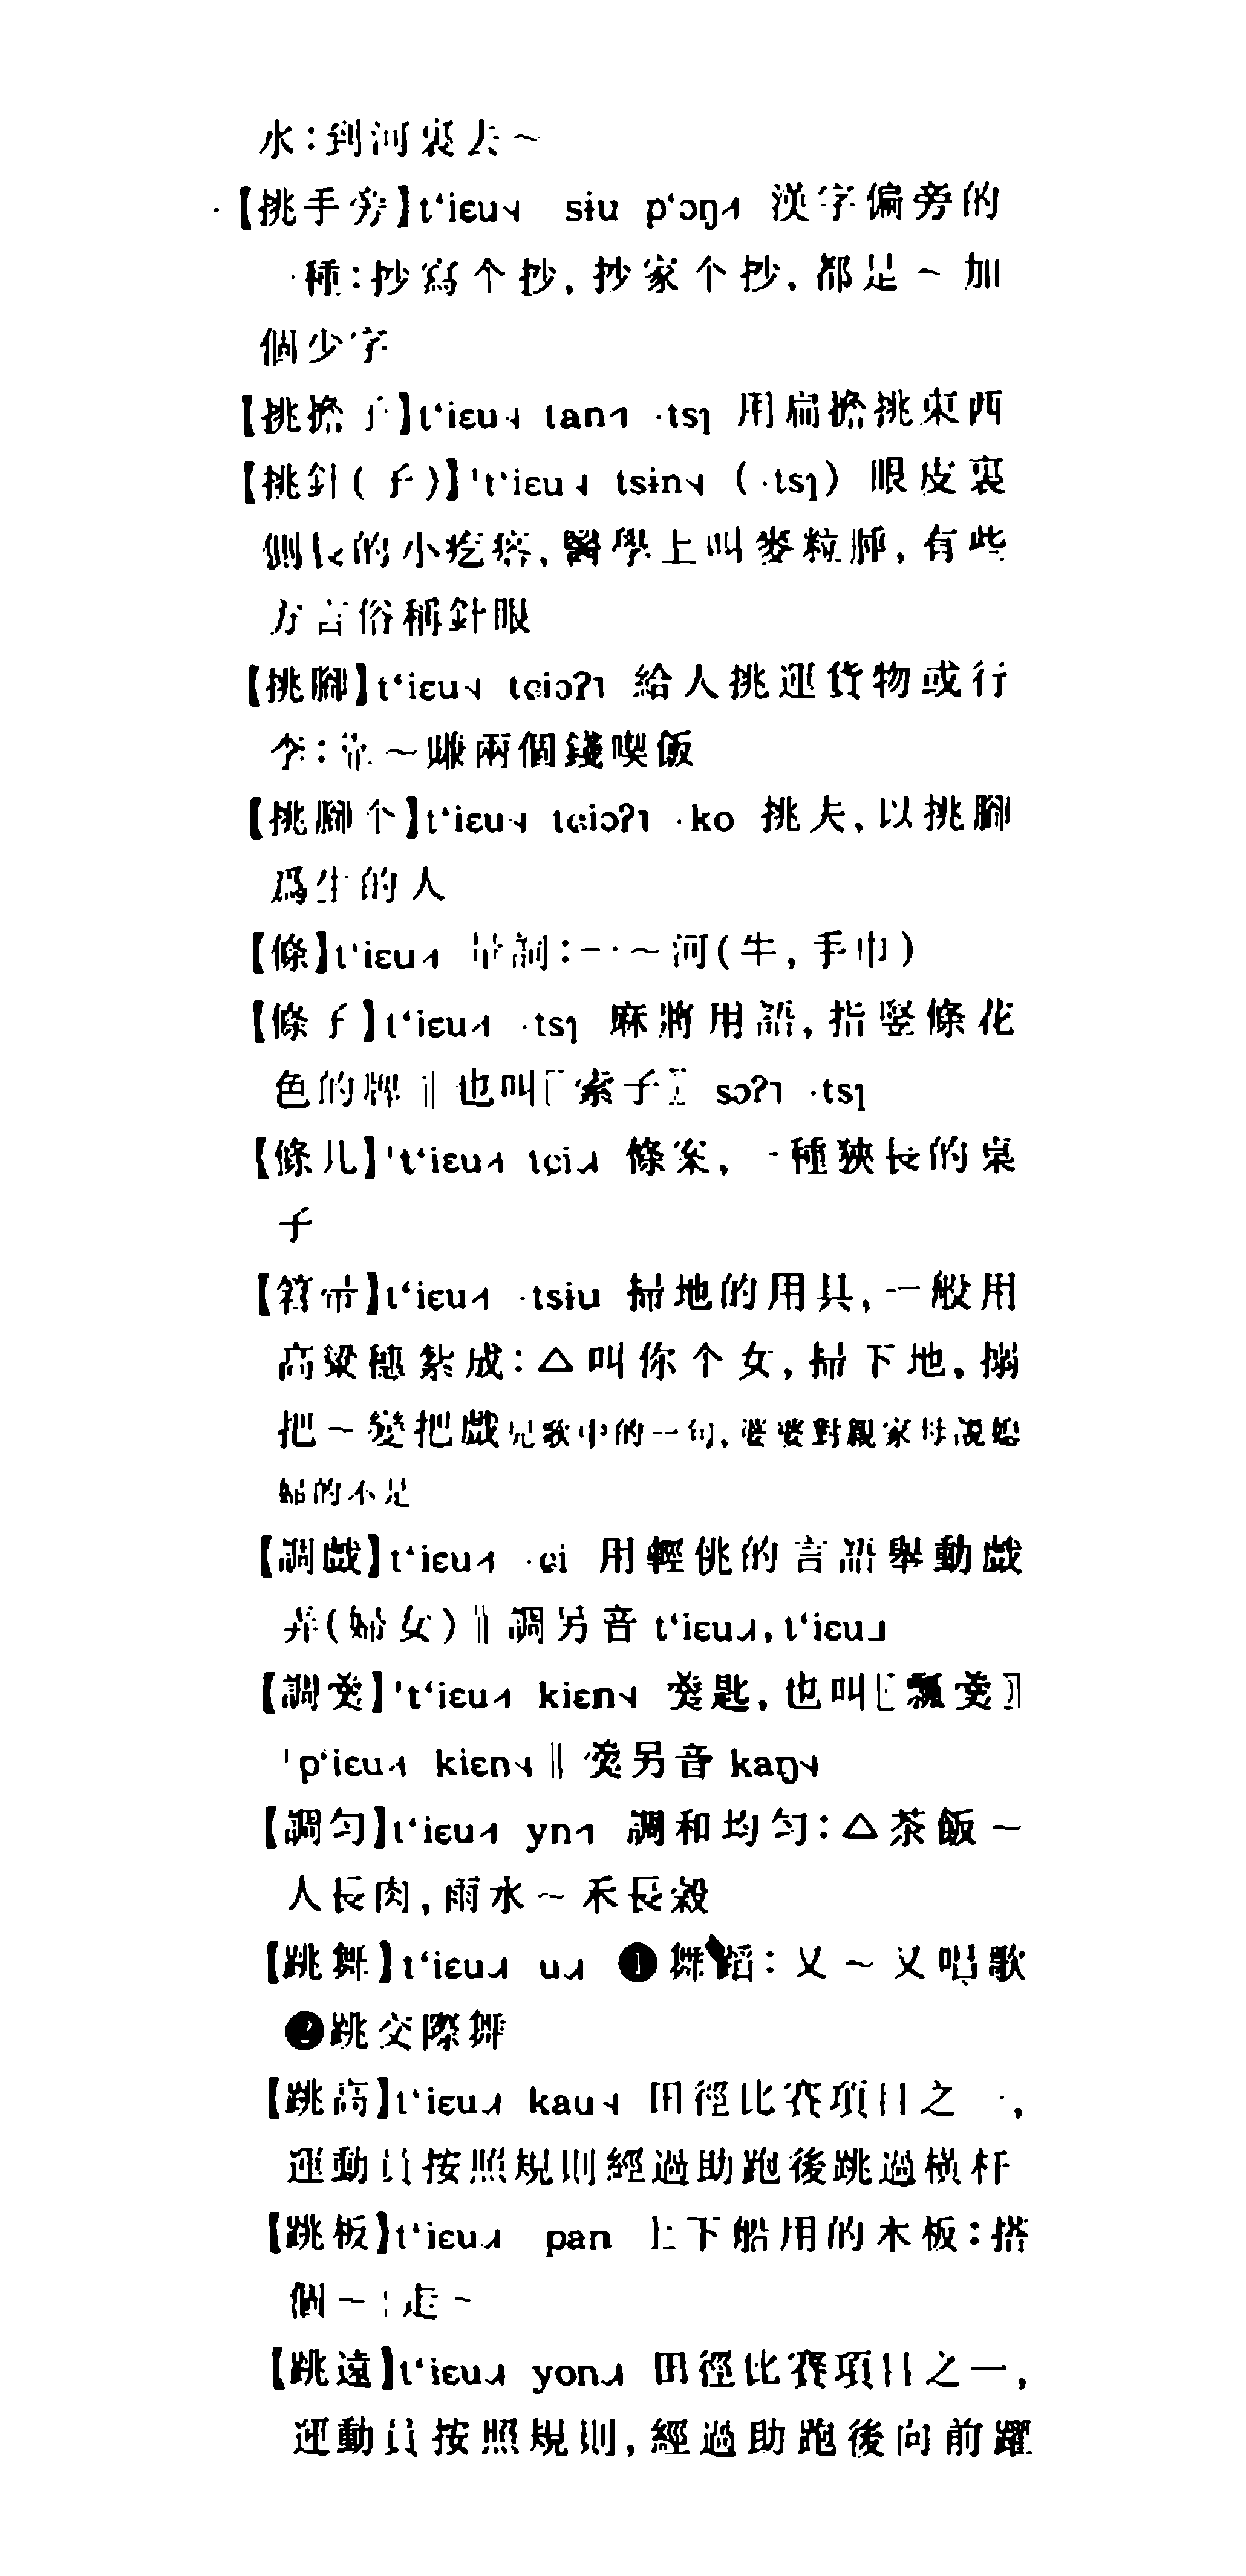 水：到河裏去～
【挑手旁】t‘iɛu˧ siu p‘ɔŋ˧ 漢字偏旁的
一種：抄寫个抄，抄家个抄，都是～加
個少字
【挑擔子】t‘iɛu˧ tan˥ ·tsɿ 用扁擔挑東西
【挑針（子）】ˈt‘iɛu˧ tsɨn˧ （·tsɿ） 眼皮裏
側長的小疙瘩，醫學上叫麥粒腫，有些
方言俗稱針眼
【挑腳】t‘iɛu˧ tɕiɔʔ˥ 給人挑運貨物或行
李：靠～賺兩個錢喫飯
【挑腳个】t‘iɛu˧ tɕiɔʔ˥ ·ko 挑夫，以挑腳
爲生的人
【條】t‘iɛu˧ 量詞：一～河（牛，手巾）
【條子】t‘iɛu˧ ·tsɿ 麻將用語，指豎條花
色的牌‖也叫〖索子〗sɔʔ˥ ·tsɿ
【條几】ˈt‘iɛu˧ tɕi˩ 條案，一種狹長的桌
子
【笤帚】t‘iɛu˧ ·tsɨu 掃地的用具，一般用
高粱穗紮成：△叫你个女，掃下地，搦
把～變把戲兒歌中的一句，婆婆對親家母說媳
婦的不是
【調戲】t‘iɛu˧ ·ɕi 用輕佻的言語舉動戲
弄（婦女）‖調另音 t‘iɛu˩，t‘iɛu˩
【調羹】ˈt‘iɛu˧ kiɛn˧ 羹匙，也叫〖瓢羹〗
ˈp‘iɛu˧ kiɛn˧‖羹另音 kaŋ˧
【調勻】t‘iɛu˧ yn˥ 調和均勻：△茶飯～
人長肉，雨水～禾長穀
【跳舞】t‘iɛu˩ u˩ ❶舞蹈：又～又唱歌
❷跳交際舞
【跳高】t‘iɛu˩ kau˧ 田徑比賽項目之一，
運動員按照規則經過助跑後跳過橫杆
【跳板】t‘iɛu˩ pan 上下船用的木板：搭
個～¦走～
【跳遠】t‘iɛu˩ yon˩ 田徑比賽項目之一，
運動員按照規則，經過助跑後向前躍